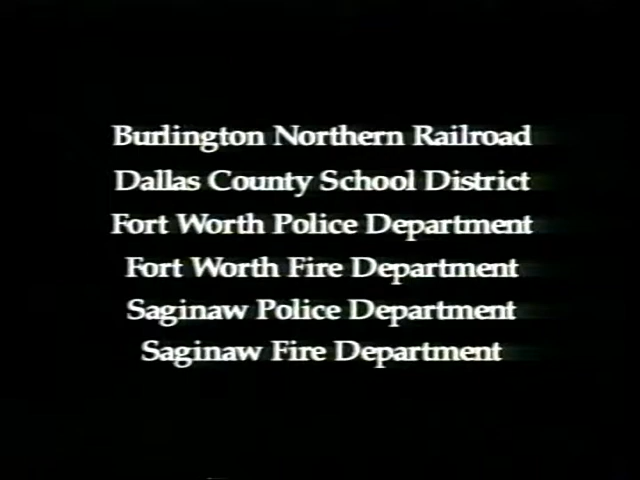 Burlington Northern Railroad
Dallas County School District
Fort Worth Police Department
Fort Worth Fire Department
Saginaw Police Department
Saginaw Fire Department